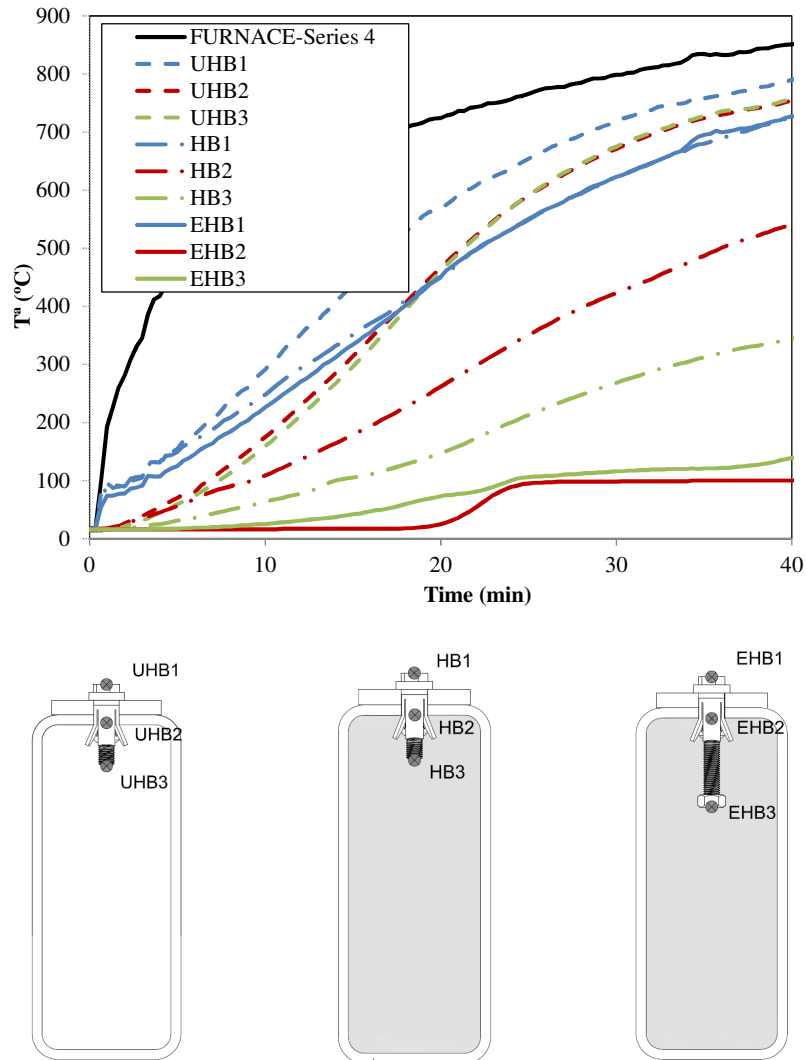 900
800
700
600
500
400
300
200
100
0
Tª (ºC)
FURNACE-Series 4
UHB1
UHB2
UHB3
HB1
HB2
HB3
EHB1
EHB2
EHB3
0 10 20 30 40
Time (min)
UHB1
UHB2
UHB3
HB1
HB2
HB3
EHB1
EHB2
EHB3